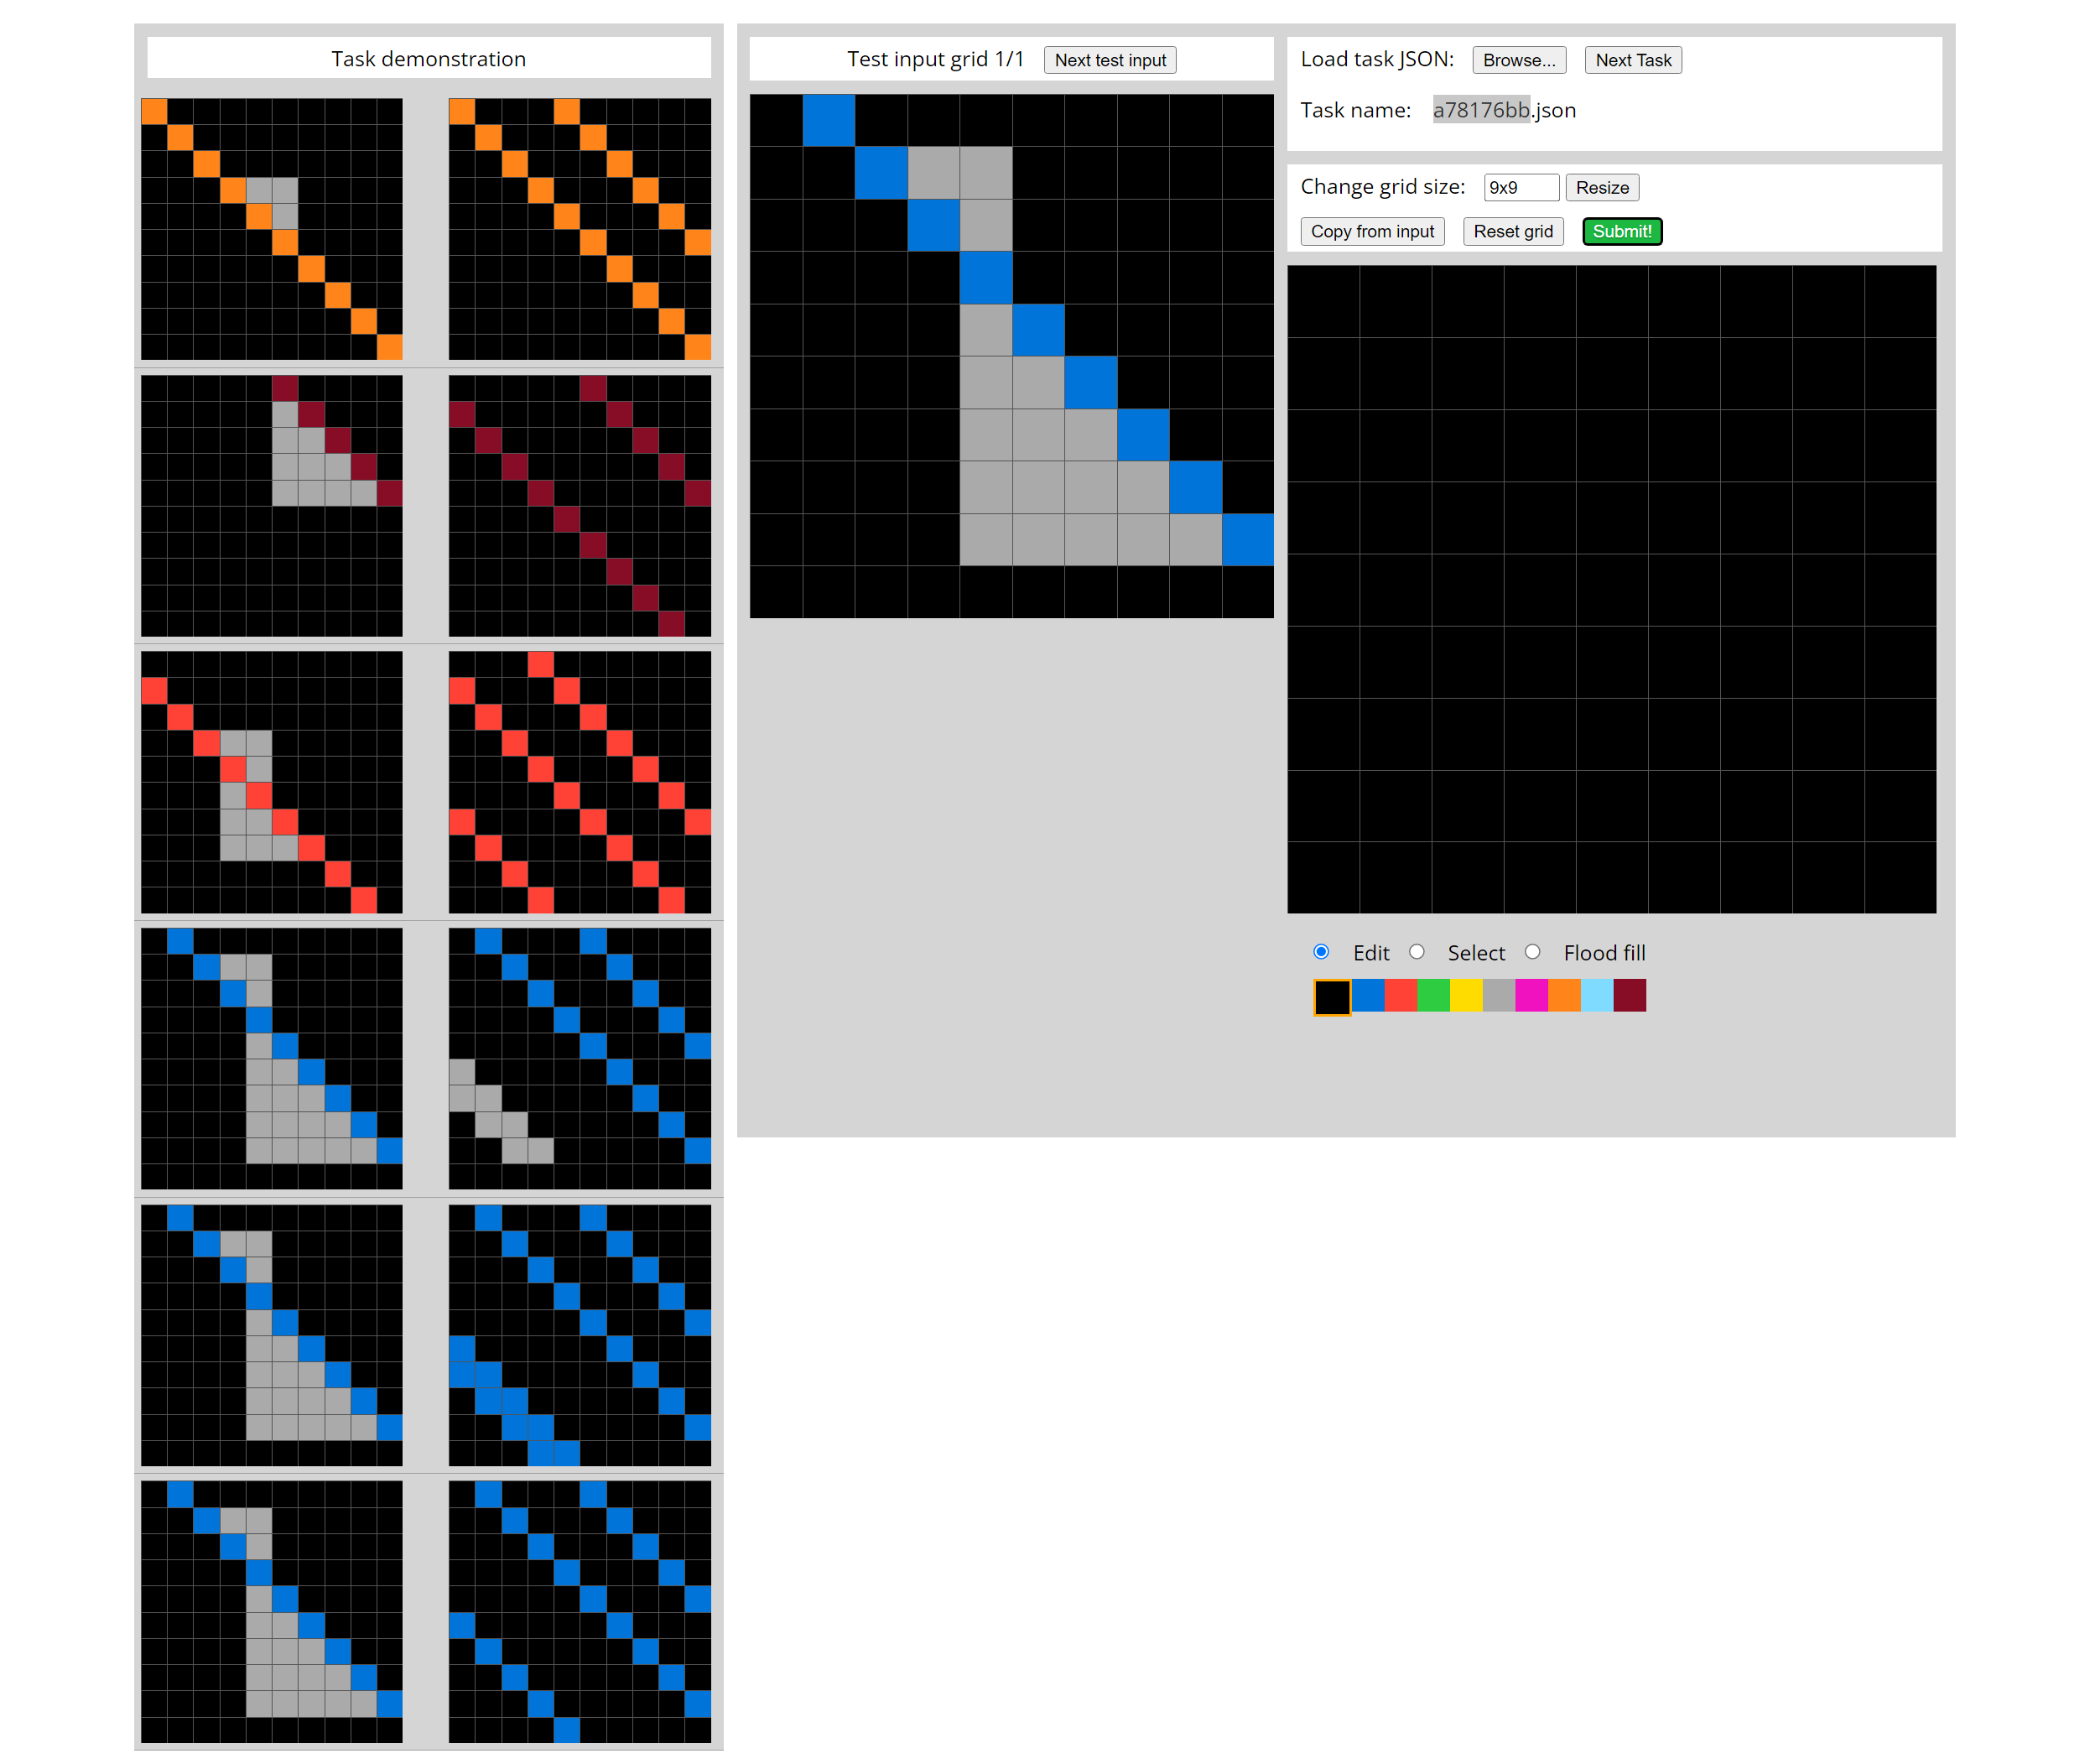 Task demonstration
Test input grid 1/1 Next test input
Load task JSON: Browse... Next Task
Task name: a78176bb.json
Change grid size: 9x9 Resize
Copy from input Reset grid Submit!
Edit Select Flood fill